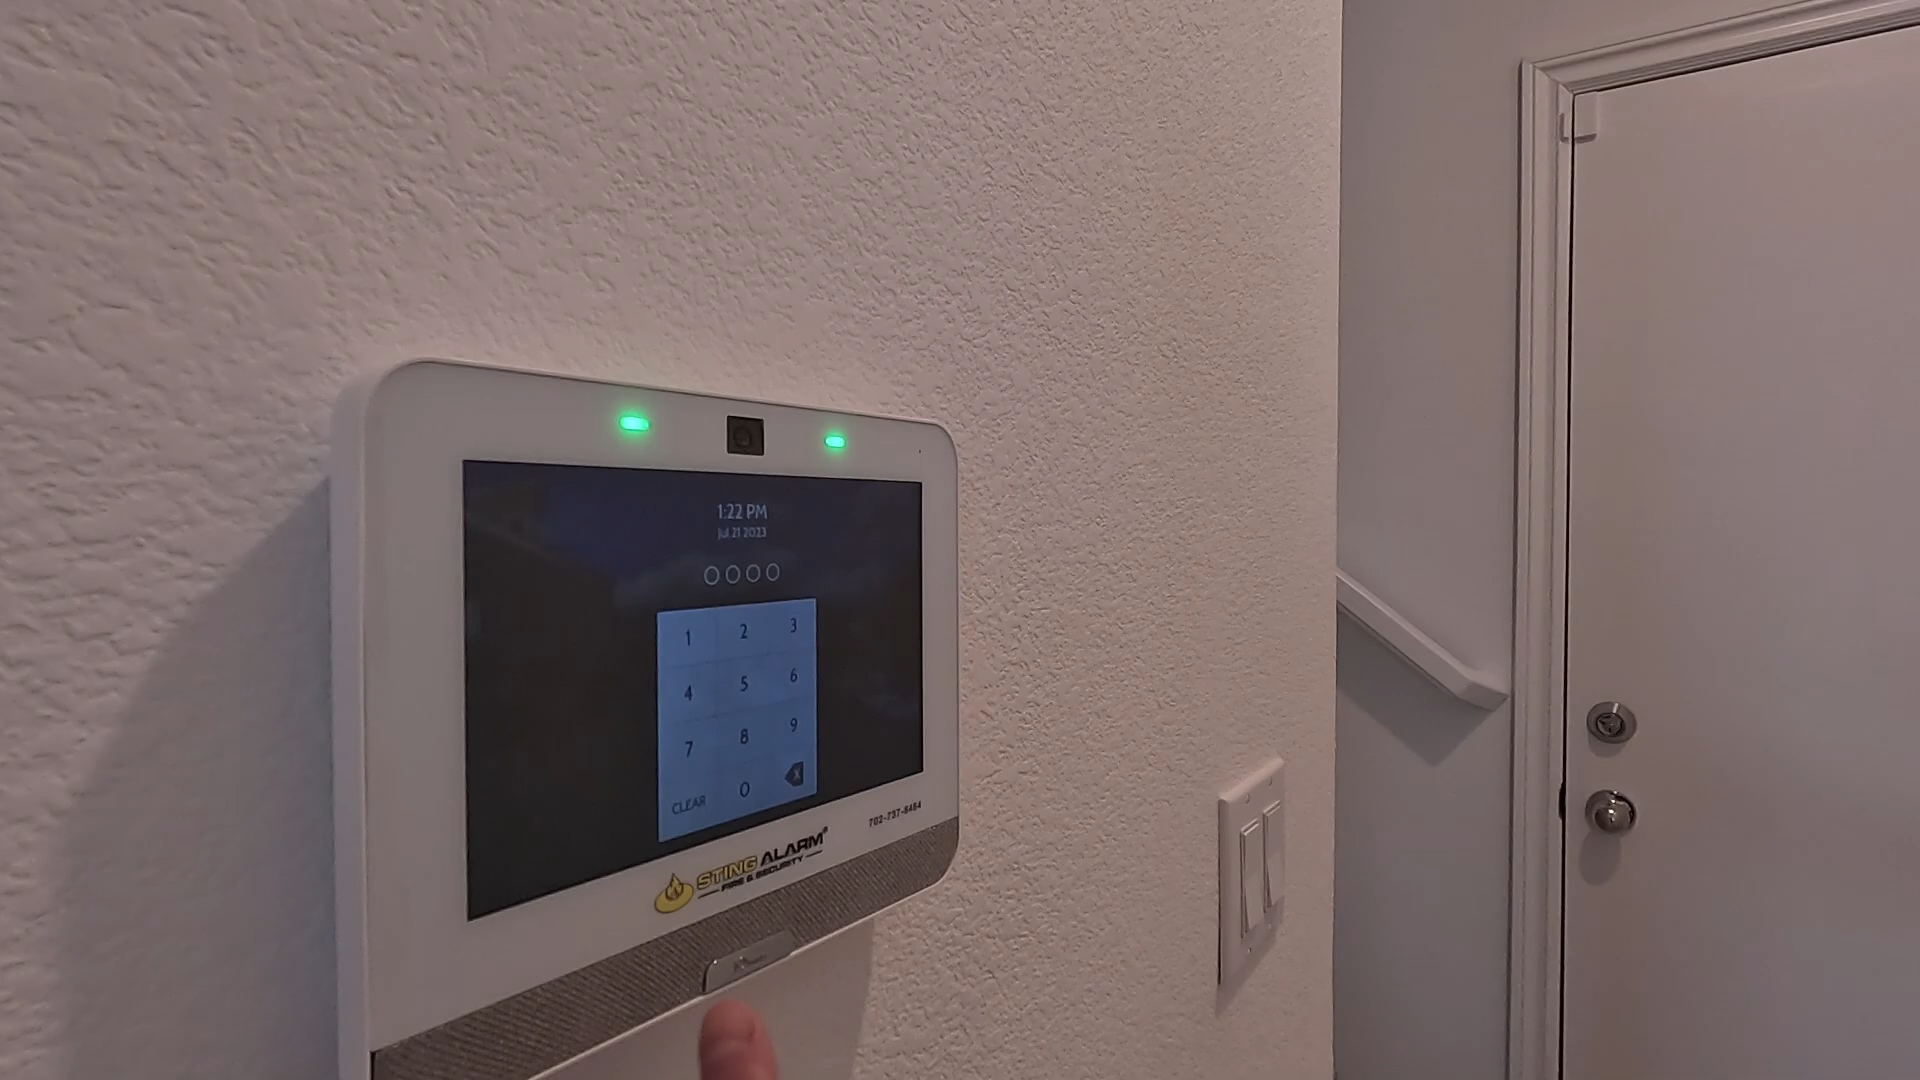 1:22 PM
Jul 21 2023
1 2 3
4 5 6
7 8 9
CLEAR 0 X
702-737-8464
STING ALARM®
FIRE & SECURITY